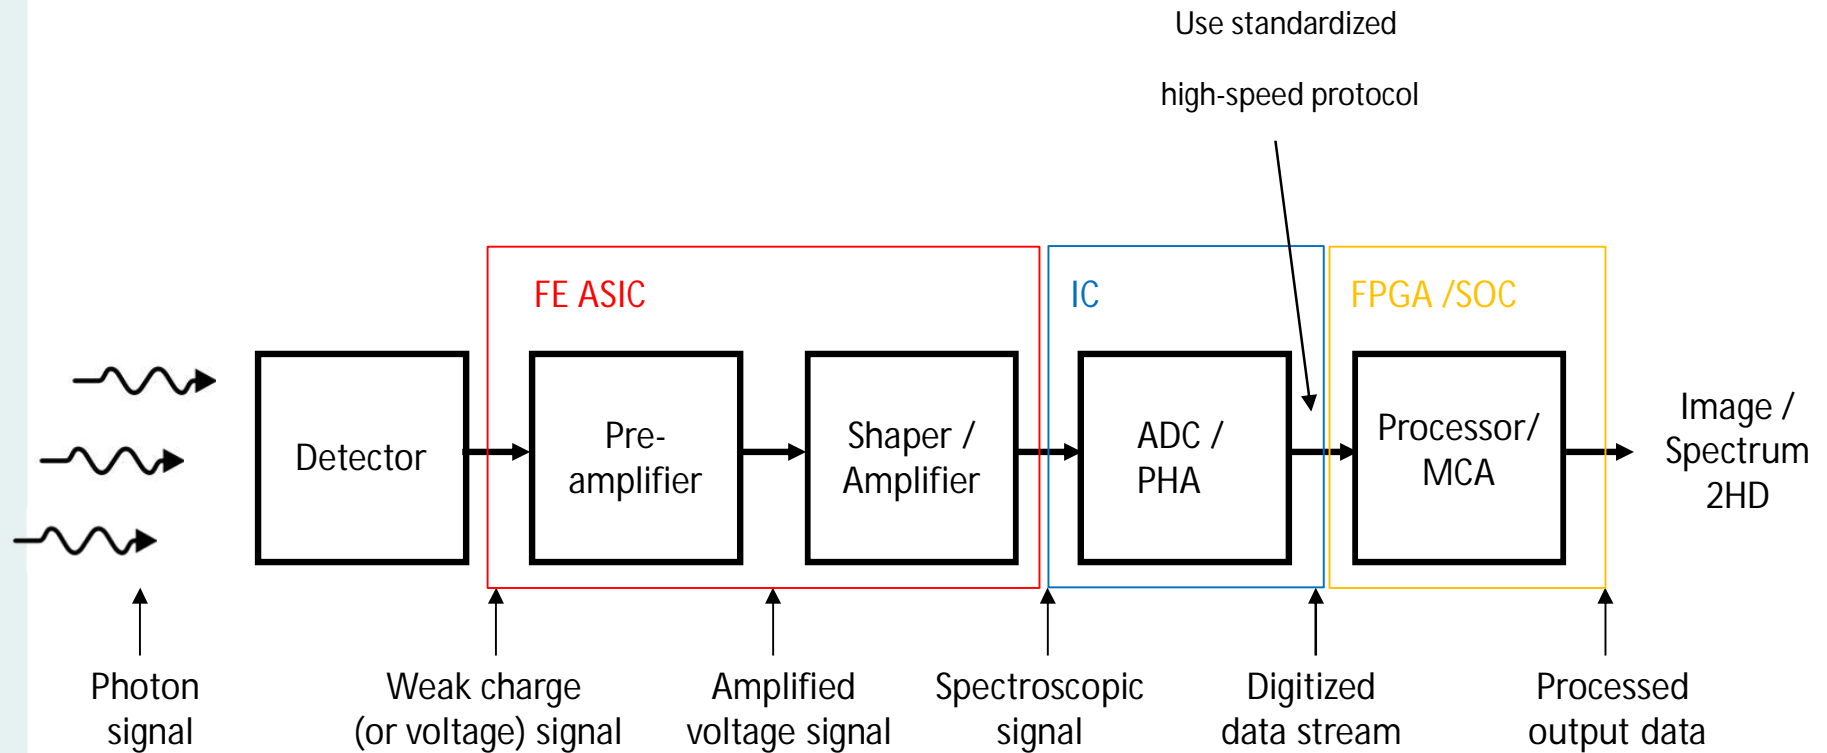 Use standardized
high-speed protocol
FE ASIC
IC
FPGA /SOC
Detector
Pre-
amplifier
Shaper /
Amplifier
ADC /
PHA
Processor/
MCA
Image /
Spectrum
2HD
Photon
signal
Weak charge
(or voltage) signal
Amplified
voltage signal
Spectroscopic
signal
Digitized
data stream
Processed
output data